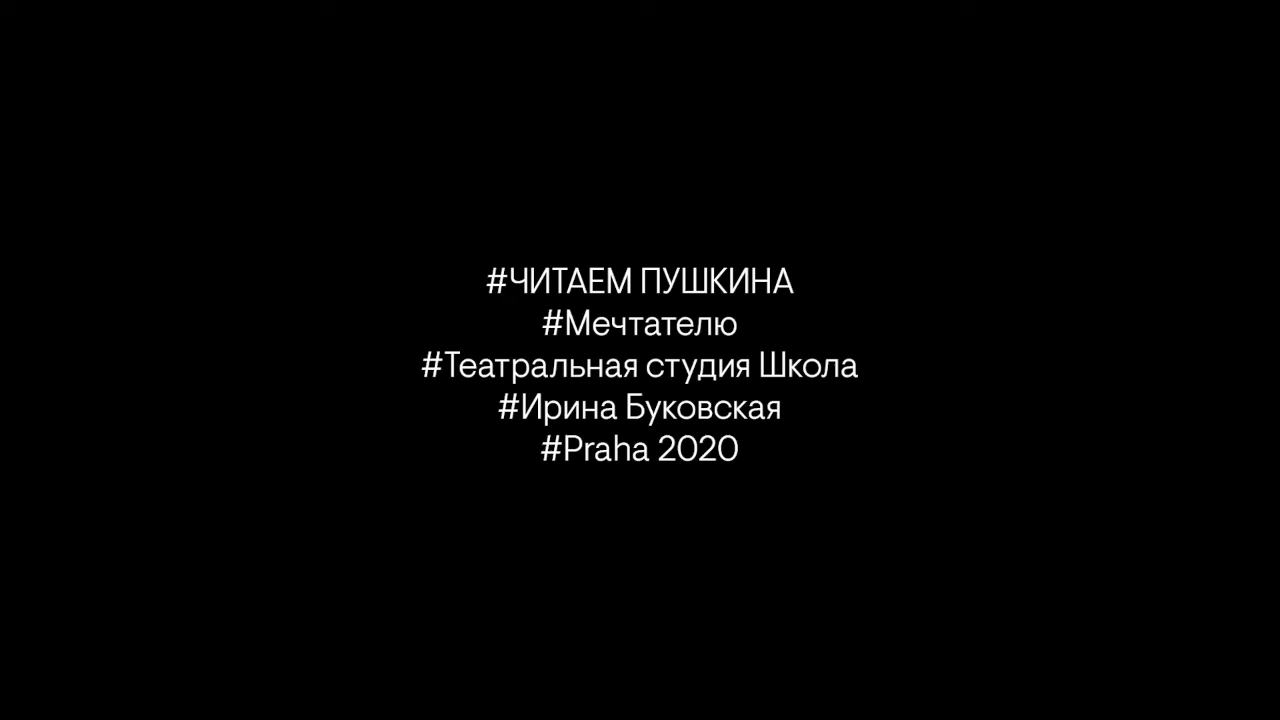 #ЧИТАЕМ ПУШКИНА
#Мечтателю
#Театральная студия Школа
#Ирина Буковская
#Praha 2020